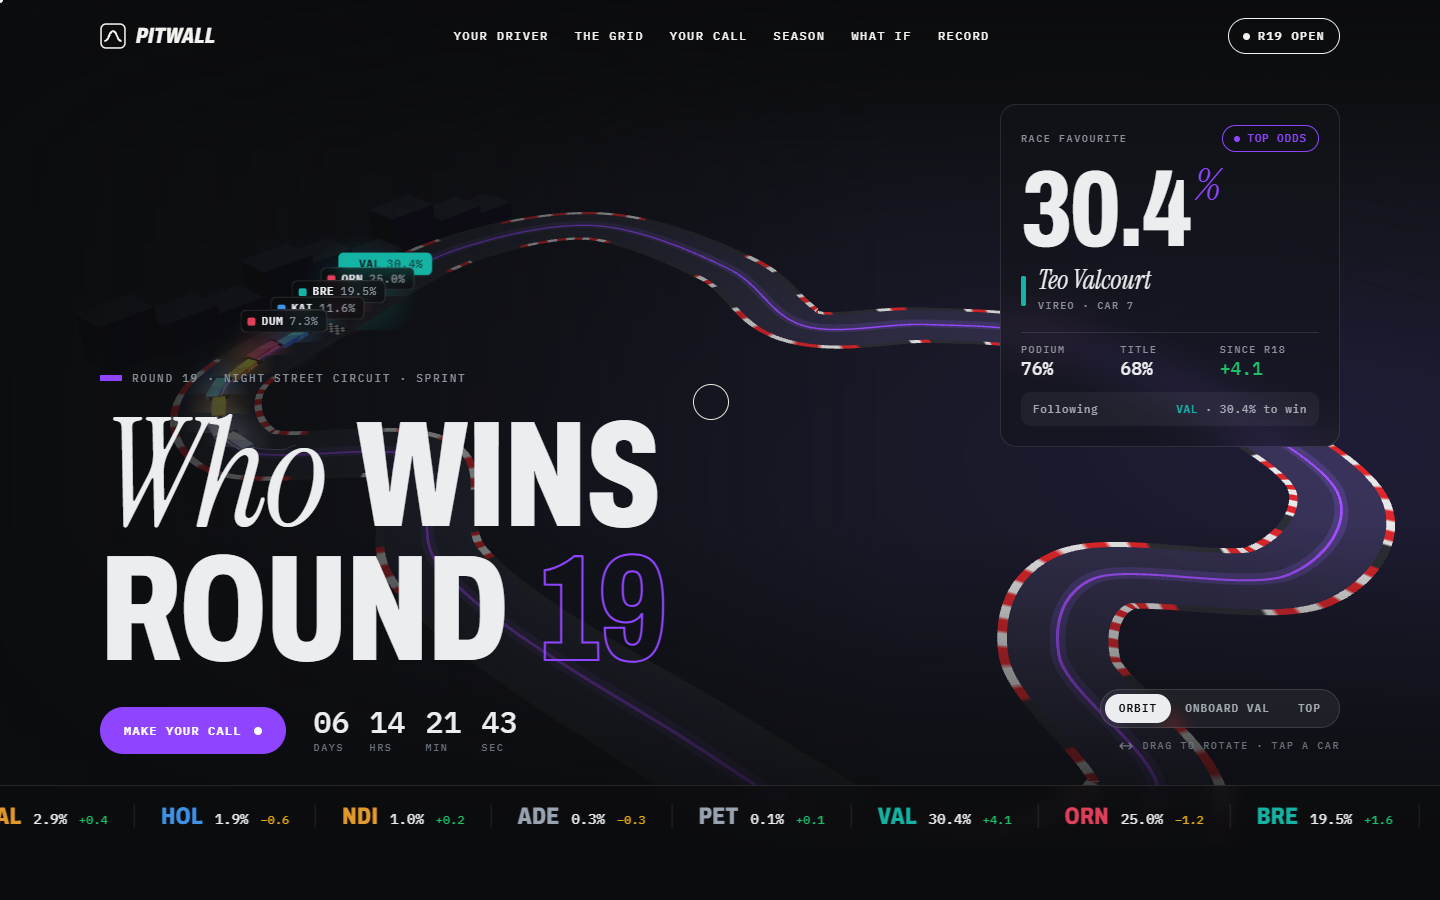 PITWALL
YOUR DRIVER THE GRID YOUR CALL SEASON WHAT IF RECORD
R19 OPEN
RACE FAVOURITE
TOP ODDS
30.4%
Teo Valcourt
VIREO · CAR 7
PODIUM TITLE SINCE R18
76% 68% +4.1
Following VAL · 30.4% to win
VAL 30.4%
ORN 25.0%
BRE 19.5%
KAI 11.6%
DUM 7.3%
ROUND 19 · NIGHT STREET CIRCUIT · SPRINT
Who WINS
ROUND 19
MAKE YOUR CALL
06 14 21 43
DAYS HRS MIN SEC
ORBIT ONBOARD VAL TOP
DRAG TO ROTATE · TAP A CAR
AL 2.9% +0.4 HOL 1.9% −0.6 NDI 1.0% +0.2 ADE 0.3% −0.3 PET 0.1% +0.1 VAL 30.4% +4.1 ORN 25.0% −1.2 BRE 19.5% +1.6